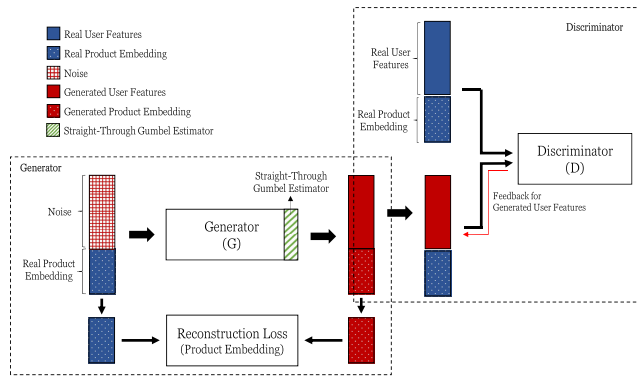 Real User Features
Real Product Embedding
Noise
Generated User Features
Generated Product Embedding
Straight-Through Gumbel Estimator
Discriminator
Real User
Features
Real Product
Embedding
Discriminator
(D)
Feedback for
Generated User Features
Generator
Straight-Through
Gumbel Estimator
Noise
Generator
(G)
Real Product
Embedding
Reconstruction Loss
(Product Embedding)